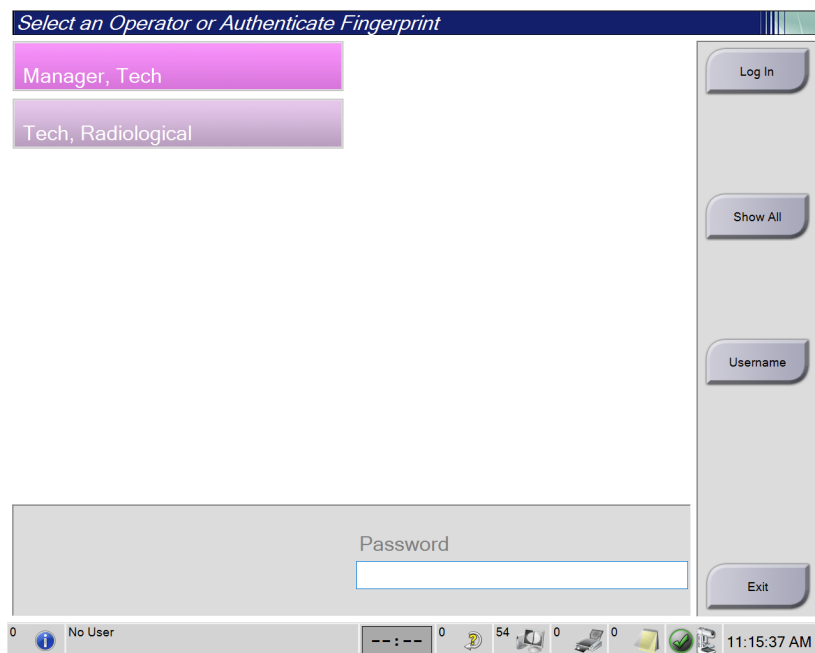 Select an Operator or Authenticate Fingerprint
Manager, Tech
Log In
Tech, Radiological
Show All
Username
Password
Exit
0 No User --:-- 0 54 0 0 11:15:37 AM